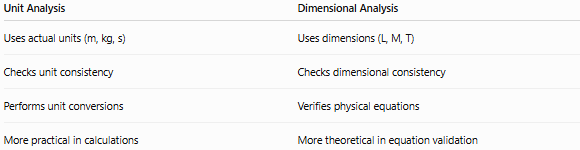 Unit Analysis Dimensional Analysis
Uses actual units (m, kg, s) Uses dimensions (L, M, T)
Checks unit consistency Checks dimensional consistency
Performs unit conversions Verifies physical equations
More practical in calculations More theoretical in equation validation